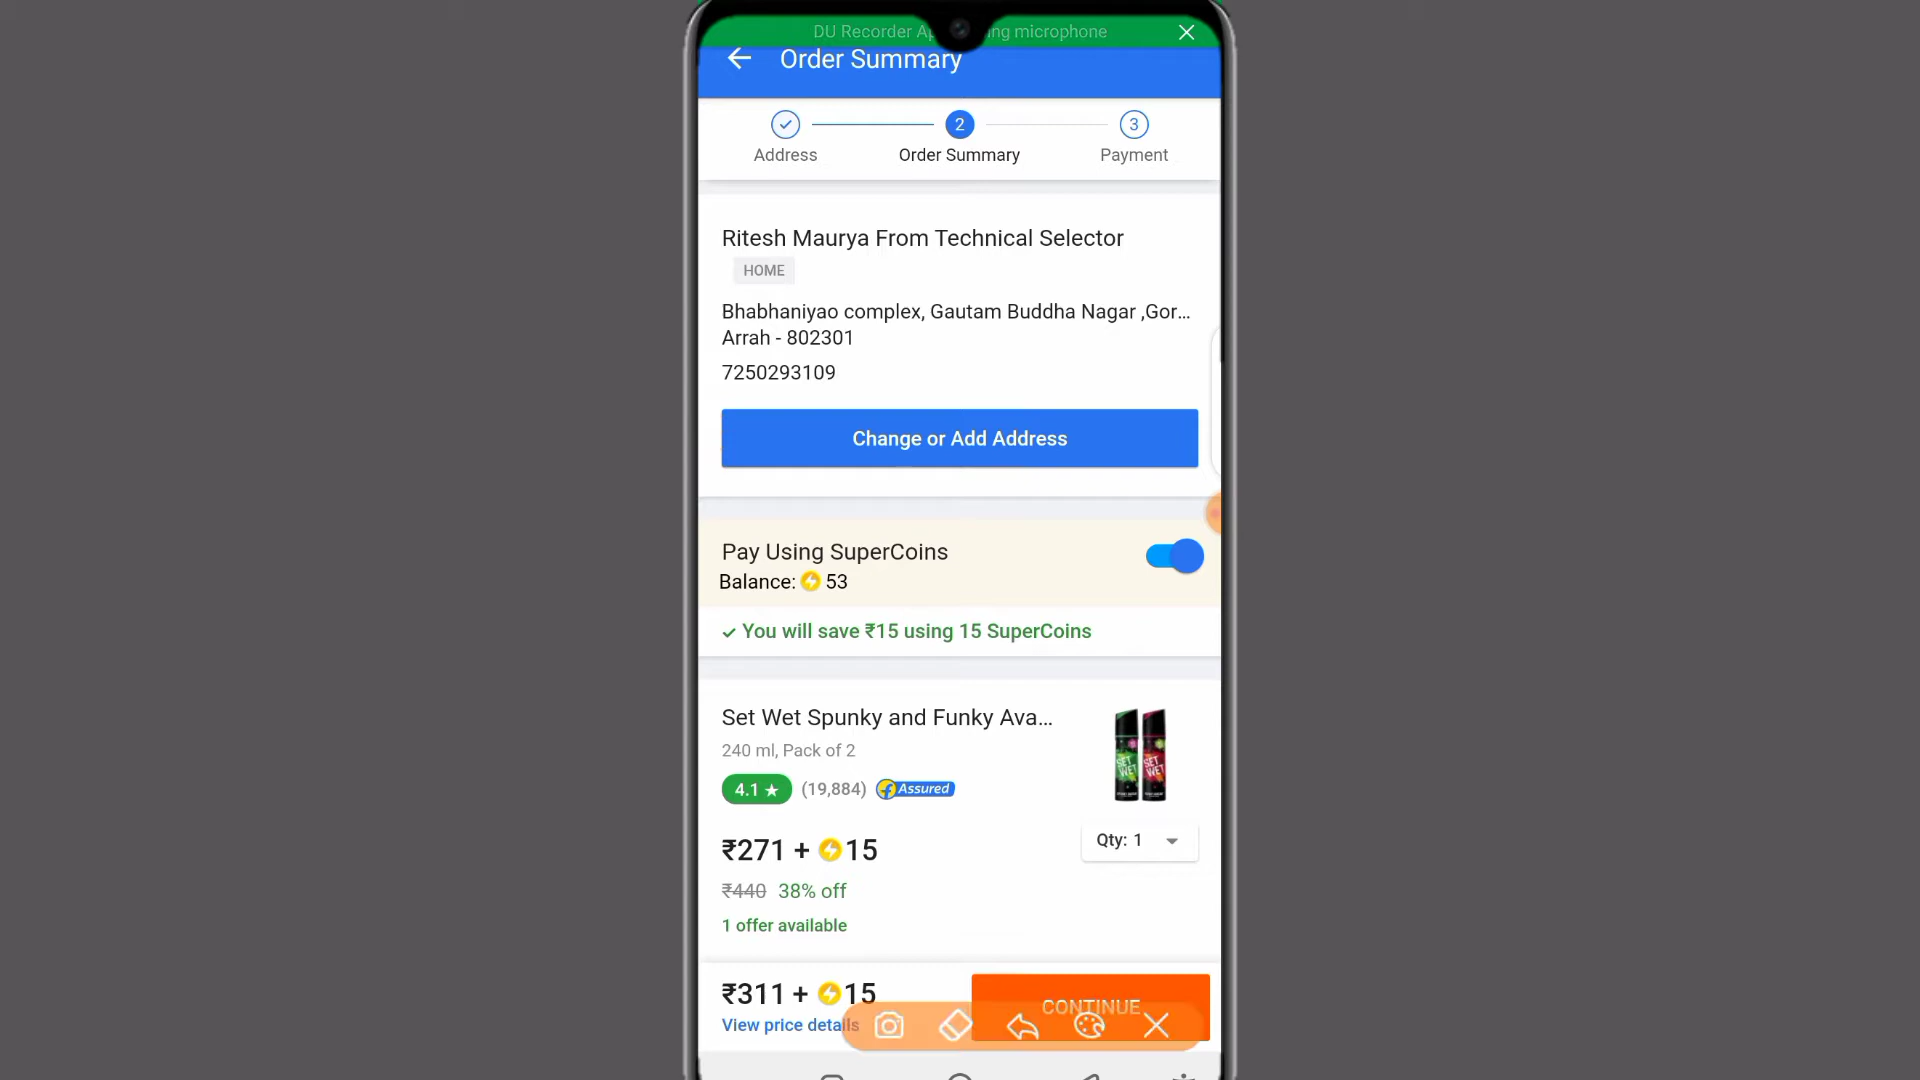 DU Recorder Ap ng microphone
Order Summary
2
3
Address
Order Summary
Payment
Ritesh Maurya From Technical Selector
HOME
Bhabhaniyao complex, Gautam Buddha Nagar ,Gor...
Arrah - 802301
7250293109
Change or Add Address
Pay Using SuperCoins
Balance: 53
You will save ₹15 using 15 SuperCoins
Set Wet Spunky and Funky Ava...
240 ml, Pack of 2
SET WET SET WET
4.1 ★ (19,884) f Assured
₹271 + 15
Qty: 1
₹440 38% off
1 offer available
₹311 + 15
CONTINUE
View price details